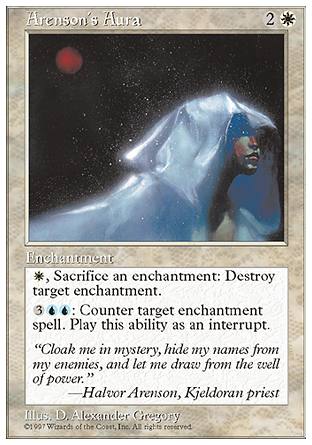 Arenson's Aura 2
Enchantment
, Sacrifice an enchantment: Destroy
target enchantment.
3 : Counter target enchantment
spell. Play this ability as an interrupt.
"Cloak me in mystery, hide my names from
my enemies, and let me draw from the well
of power."
—Halvor Arenson, Kjeldoran priest
Illus. D. Alexander Gregory
©1997 Wizards of the Coast, Inc. All rights reserved.